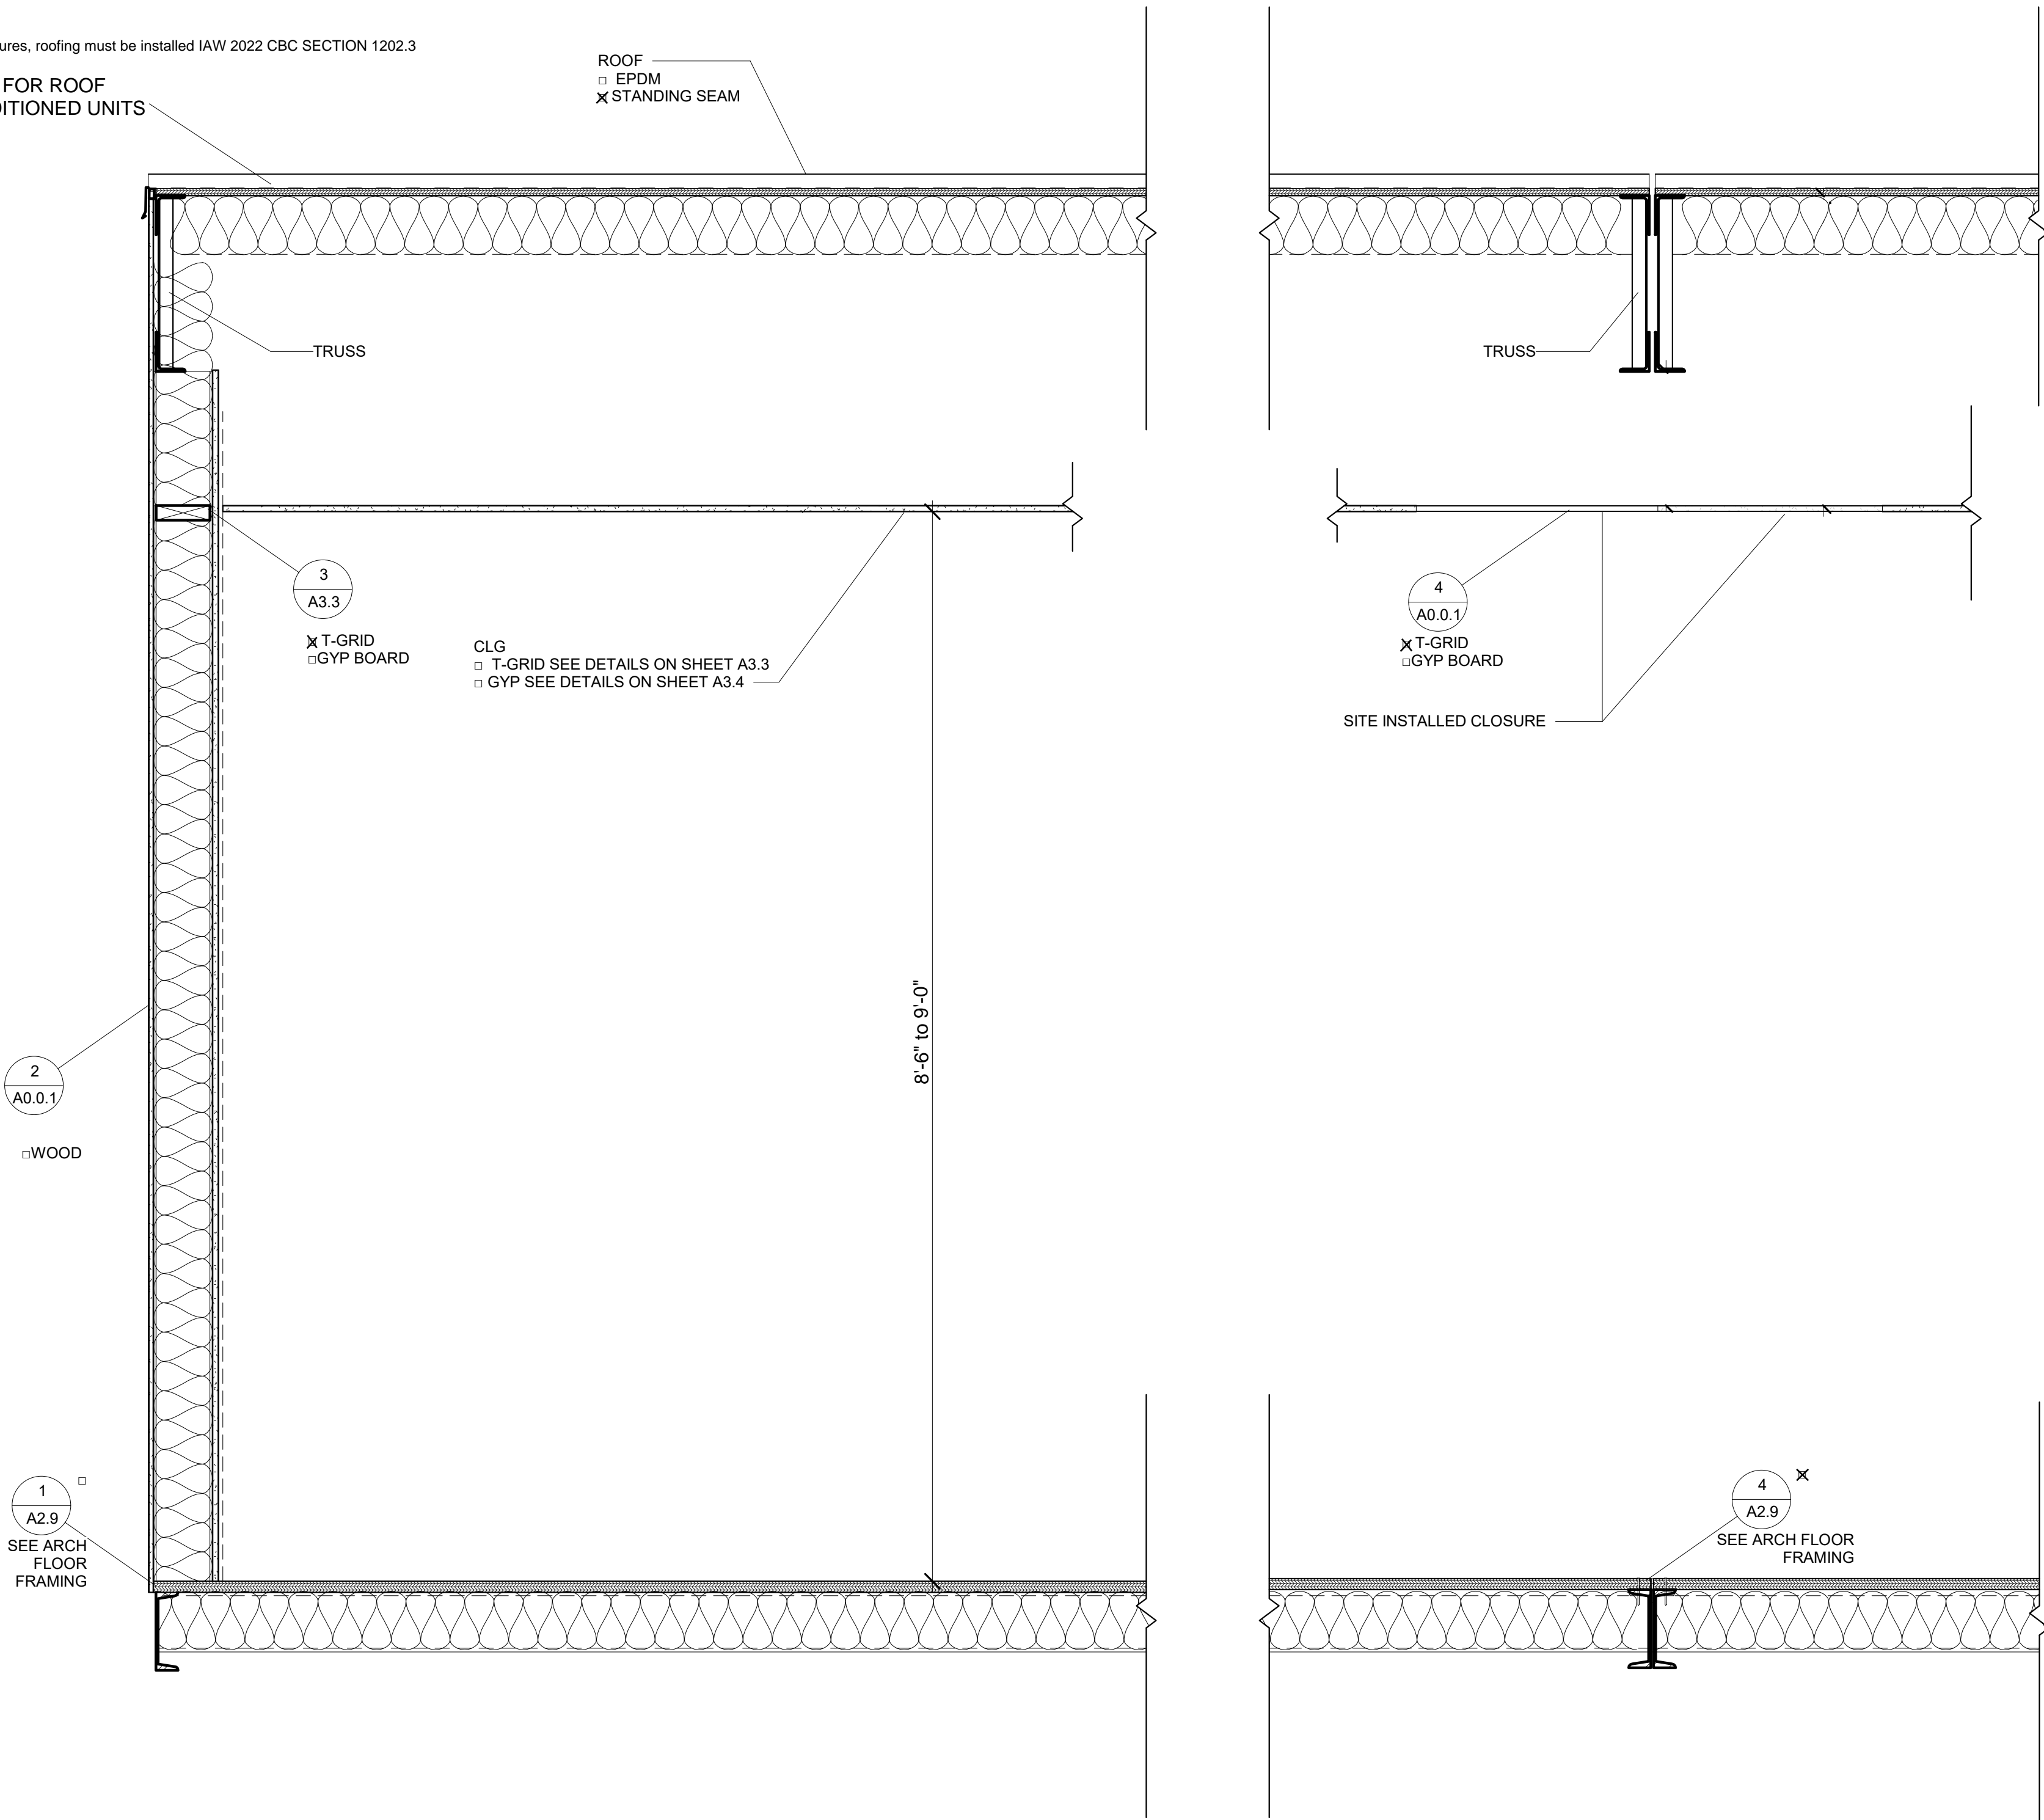 ures, roofing must be installed IAW 2022 CBC SECTION 1202.3
FOR ROOF
DITIONED UNITS
ROOF
□ EPDM
☒ STANDING SEAM
TRUSS
TRUSS
3
A3.3
☒ T-GRID
□GYP BOARD
CLG
□ T-GRID SEE DETAILS ON SHEET A3.3
□ GYP SEE DETAILS ON SHEET A3.4
4
A0.0.1
☒ T-GRID
□GYP BOARD
SITE INSTALLED CLOSURE
8'-6" to 9'-0"
2
A0.0.1
□WOOD
1
A2.9
□
SEE ARCH
FLOOR
FRAMING
4
A2.9
☒
SEE ARCH FLOOR
FRAMING